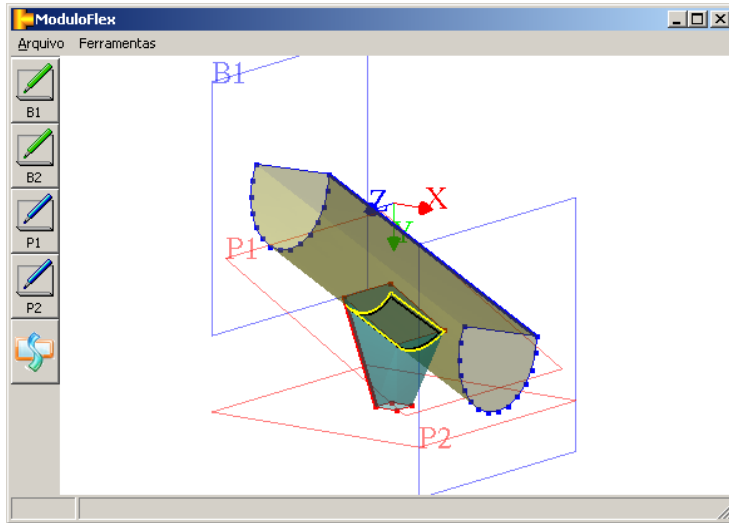 ModuloFlex
Arquivo Ferramentas
B1
B2
P1
P2
B1
Z X
Y
P1
P2